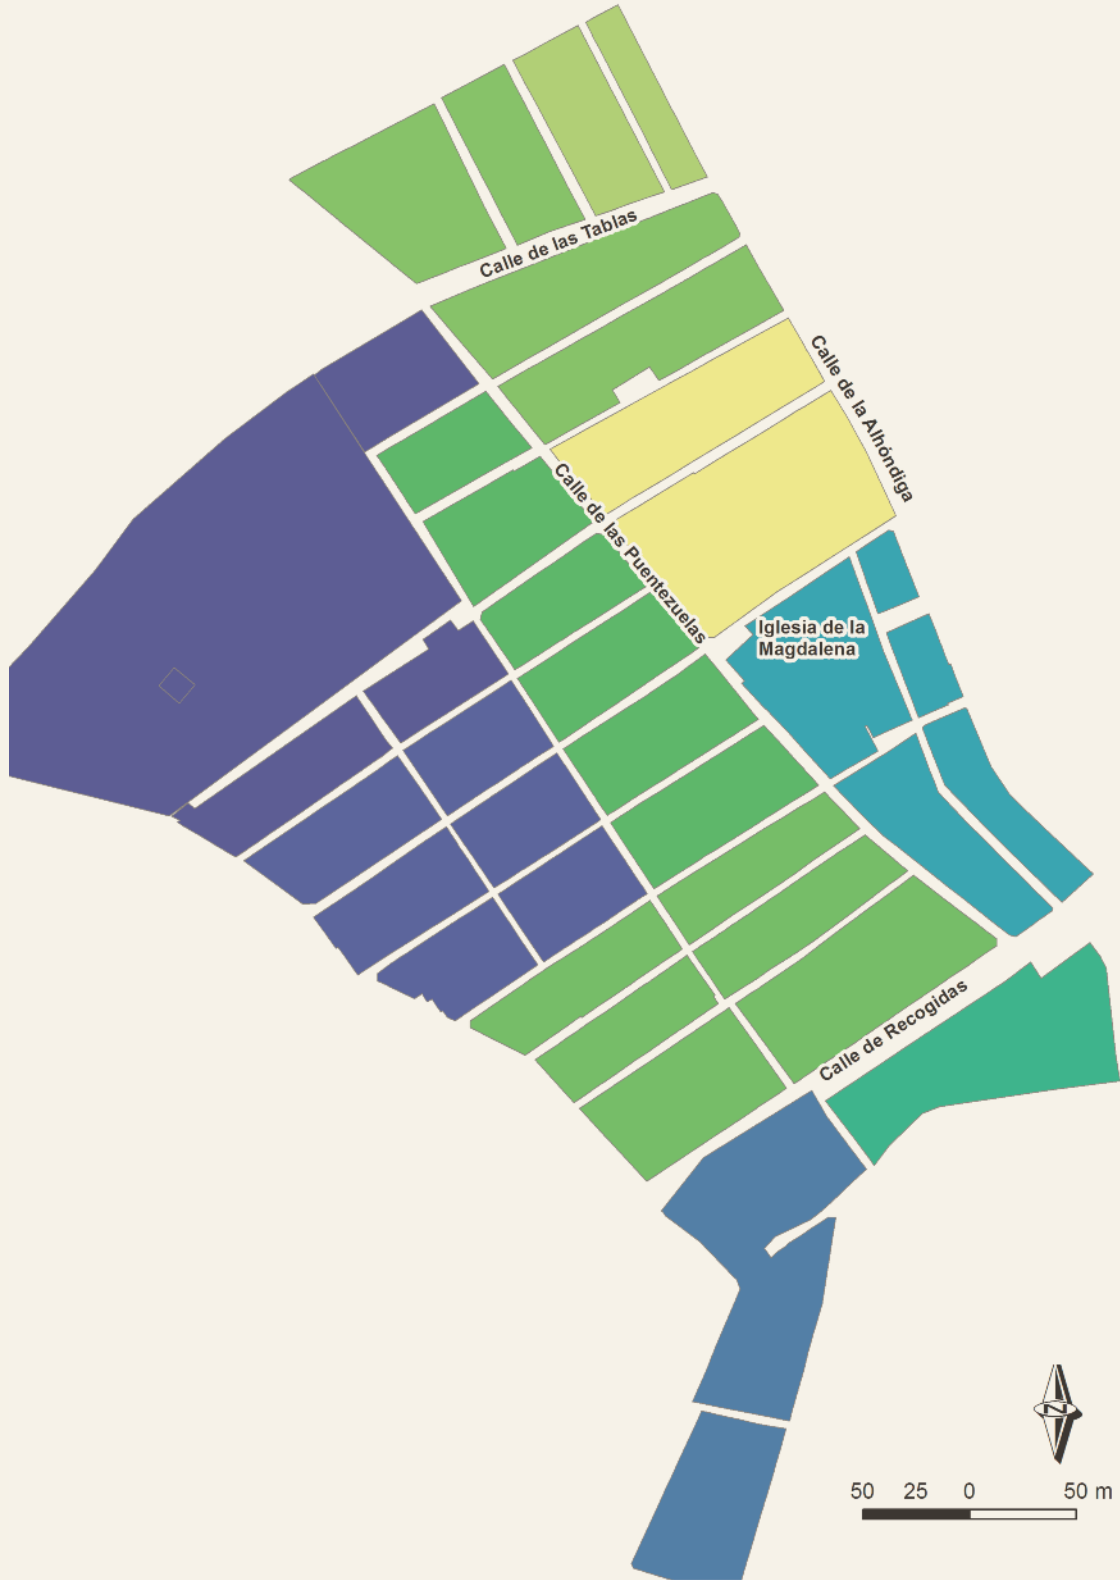 Calle de las Tablas
Calle de la Alhóndiga
Calle de las Puentezuelas
Iglesia de la
Magdalena
Calle de Recogidas
N
50 25 0 50 m